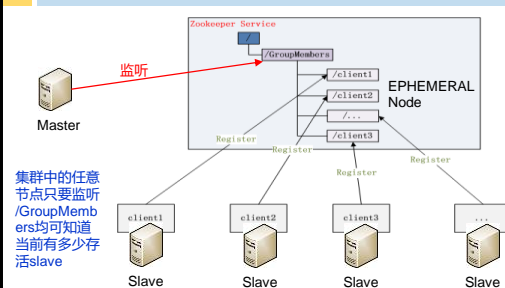 Zookeeper Service
/
/GroupMembers
监听
/client1
/client2
EPHEMERAL
Node
/...
/client3
Master
Register
Register
Register
Register
集群中的任意
节点只要监听
/GroupMemb
ers均可知道
当前有多少存
活slave
client1
client2
client3
...
Slave
Slave
Slave
Slave